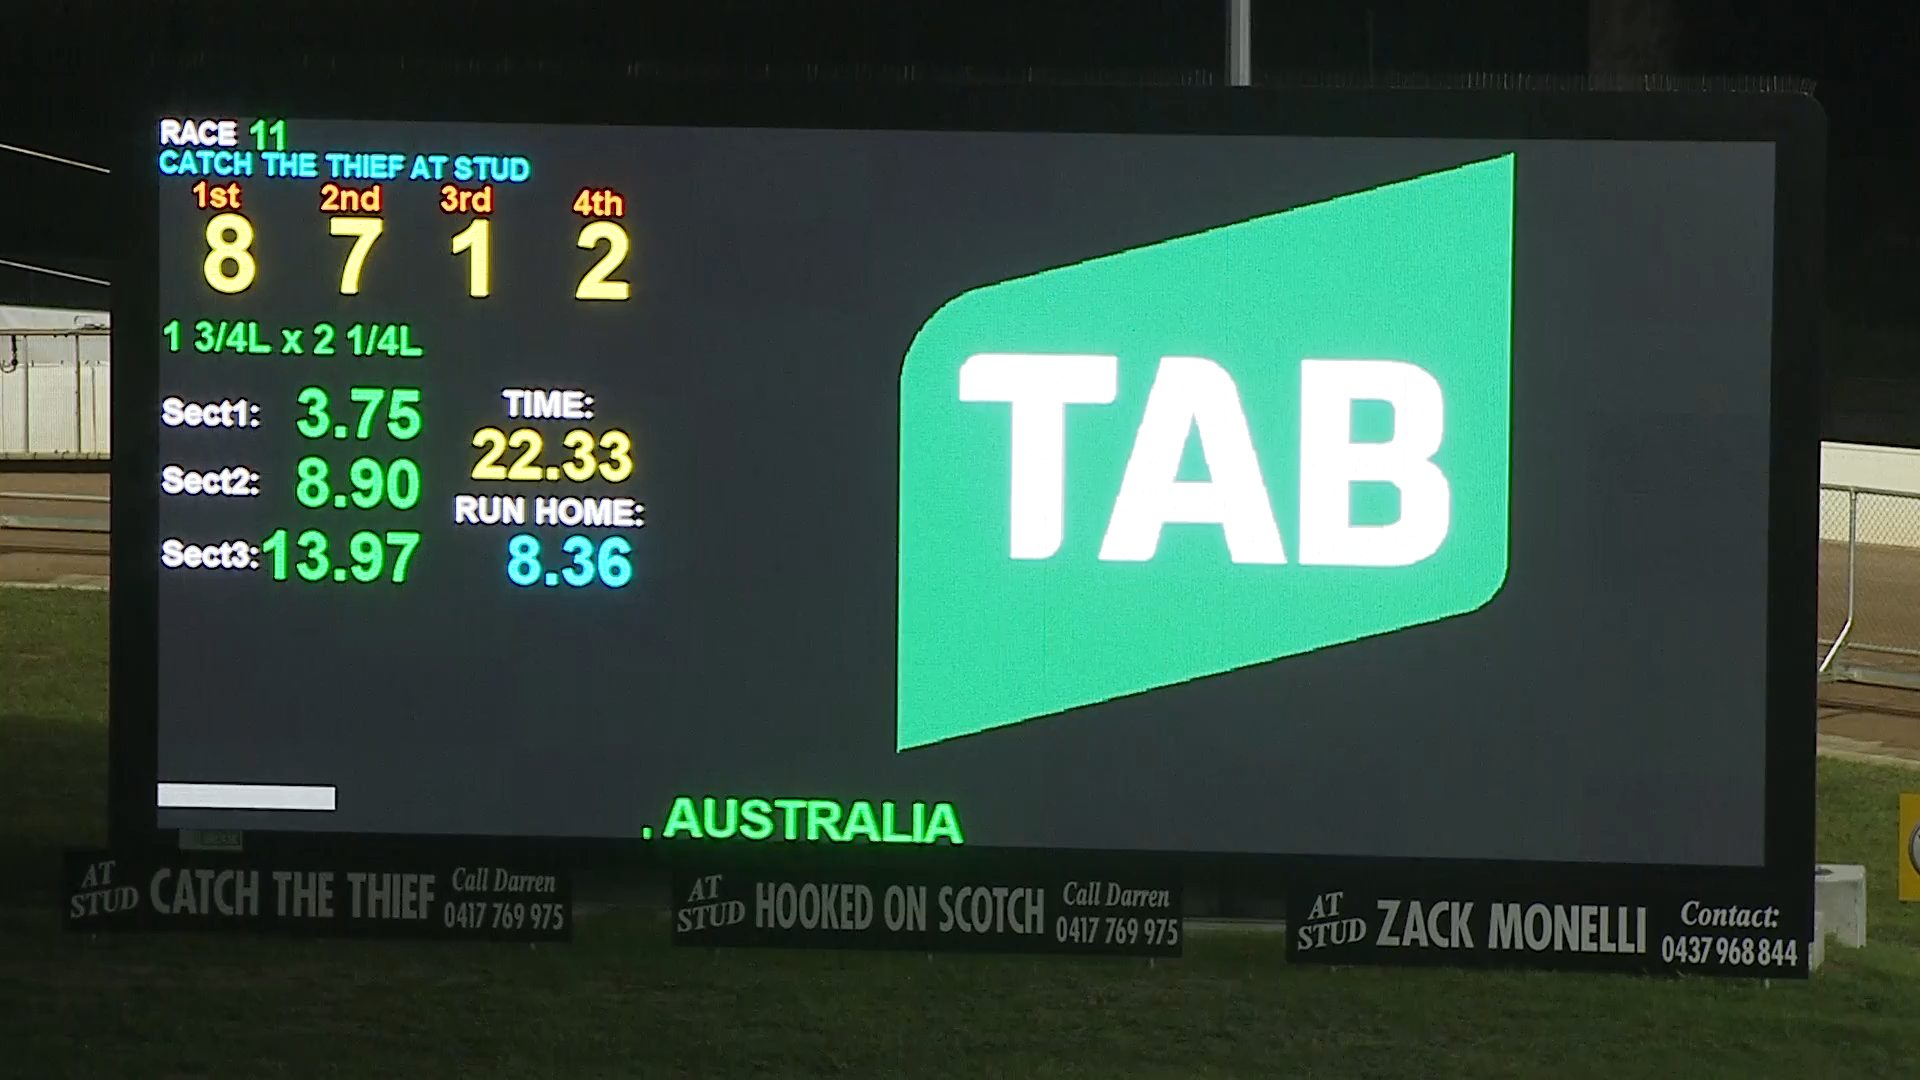 RACE 11
CATCH THE THIEF AT STUD
1st 2nd 3rd 4th
8 7 1 2
1 3/4L x 2 1/4L
Sect1: 3.75
Sect2: 8.90
Sect3: 13.97
TIME:
22.33
RUN HOME:
8.36
TAB
. AUSTRALIA
AT STUD CATCH THE THIEF Call Darren 0417 769 975
AT STUD HOOKED ON SCOTCH Call Darren 0417 769 975
AT STUD ZACK MONELLI Contact: 0437 968 844